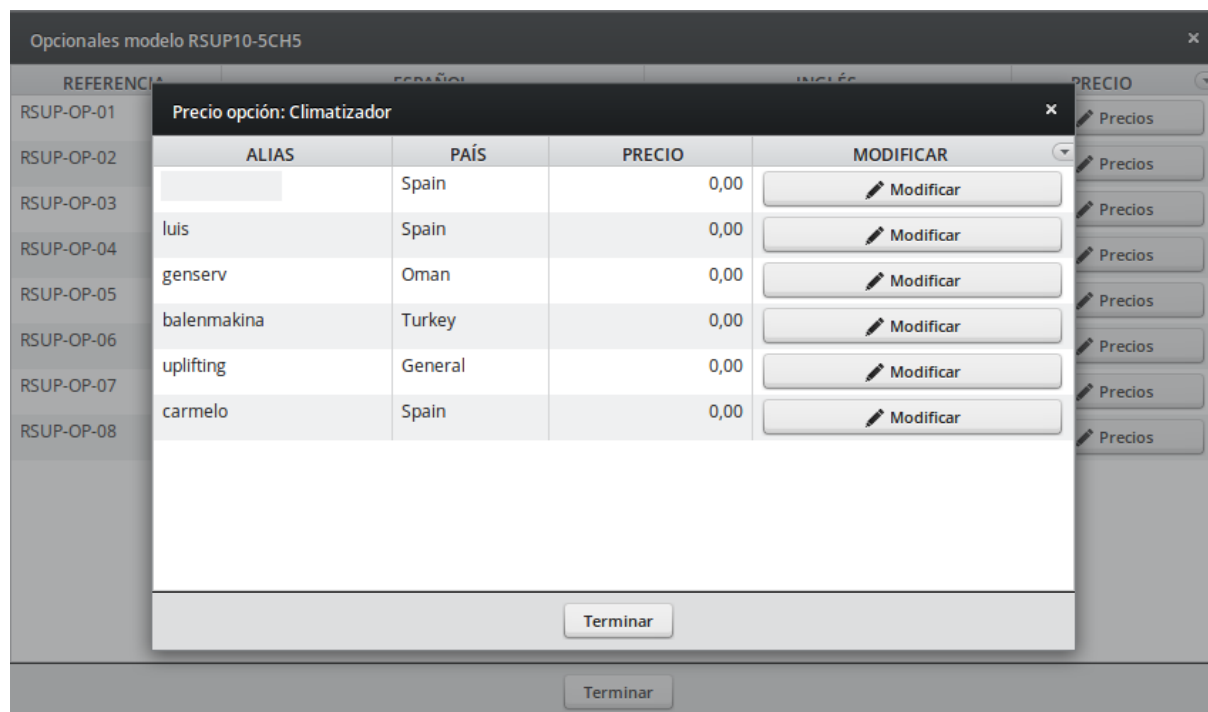 Opcionales modelo RSUP10-5CH5 ×
REFERENCIA ESPAÑOL INGLÉS PRECIO
Precio opción: Climatizador ×
ALIAS PAÍS PRECIO MODIFICAR
Spain 0,00 Modificar
luis Spain 0,00 Modificar
genserv Oman 0,00 Modificar
balenmakina Turkey 0,00 Modificar
uplifting General 0,00 Modificar
carmelo Spain 0,00 Modificar
Terminar
RSUP-OP-01 Precios
RSUP-OP-02 Precios
RSUP-OP-03 Precios
RSUP-OP-04 Precios
RSUP-OP-05 Precios
RSUP-OP-06 Precios
RSUP-OP-07 Precios
RSUP-OP-08 Precios
Terminar